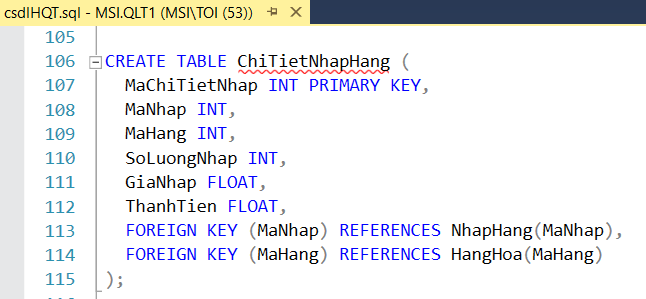 csdlHQT.sql - MSI.QLT1 (MSI\TOI (53))
105
106 CREATE TABLE ChiTietNhapHang (
107 MaChiTietNhap INT PRIMARY KEY,
108 MaNhap INT,
109 MaHang INT,
110 SoLuongNhap INT,
111 GiaNhap FLOAT,
112 ThanhTien FLOAT,
113 FOREIGN KEY (MaNhap) REFERENCES NhapHang(MaNhap),
114 FOREIGN KEY (MaHang) REFERENCES HangHoa(MaHang)
115 );